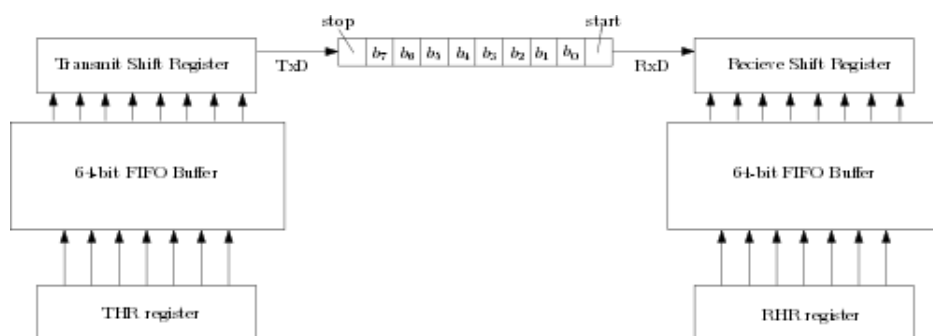 stop
start
Transmit Shift Register
TxD
b7 b6 b5 b4 b3 b2 b1 b0
RxD
Recieve Shift Register
64-bit FIFO Buffer
64-bit FIFO Buffer
THR register
RHR register